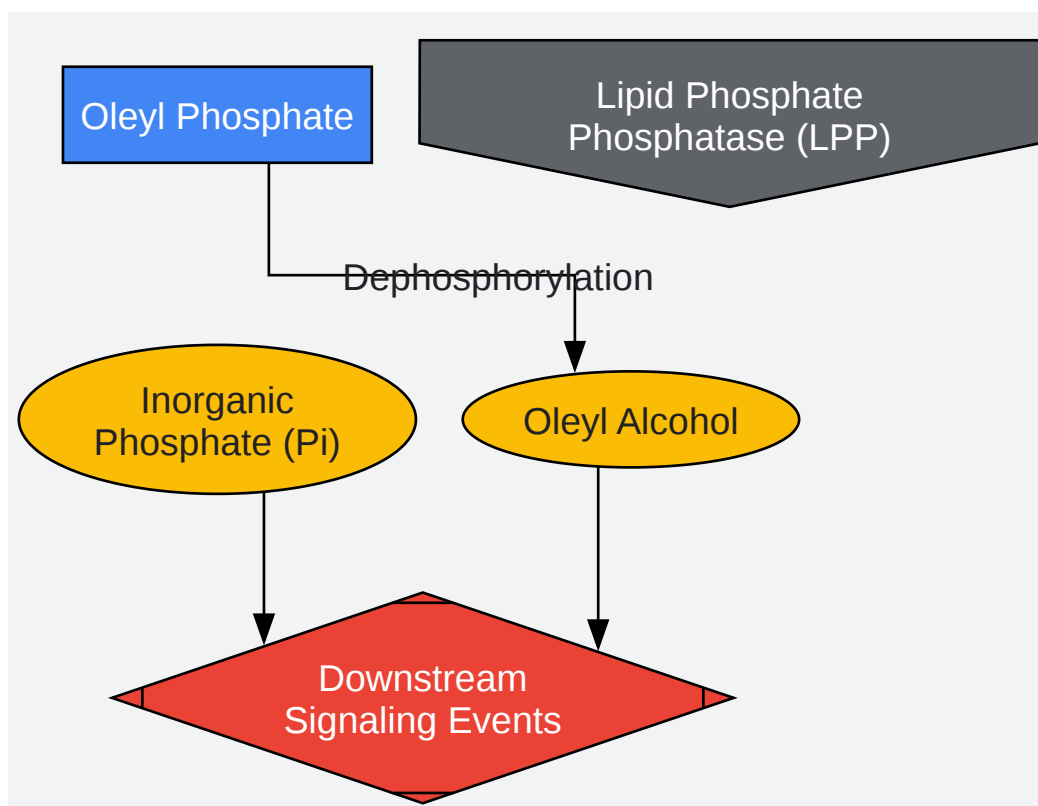 Oleyl Phosphate
Lipid Phosphate
Phosphatase (LPP)
Dephosphorylation
Inorganic
Phosphate (Pi)
Oleyl Alcohol
Downstream
Signaling Events